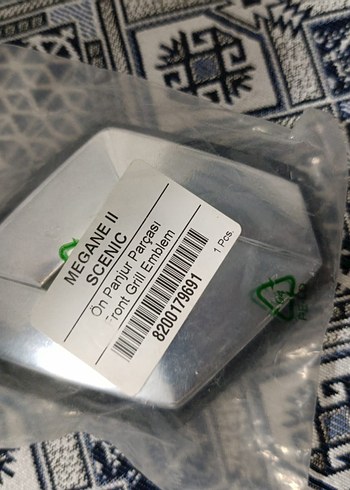 MEGANE II
SCENIC
Ön Panjur Parçası
Front Grill Emblem
8200179691
1 Pcs.